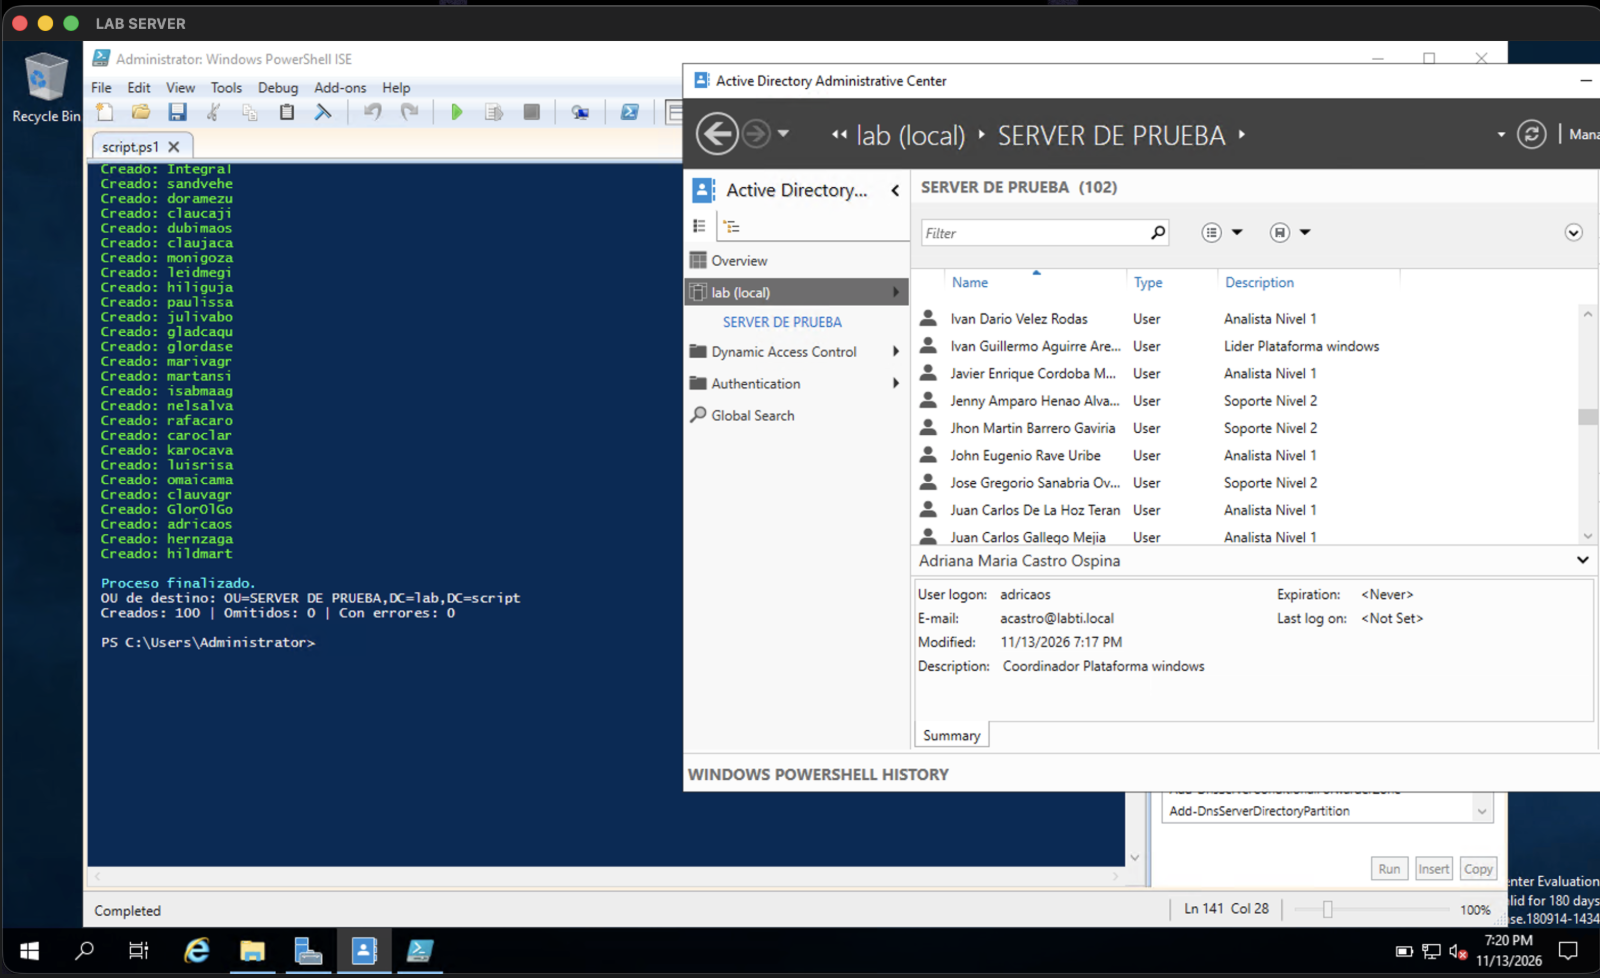 LAB SERVER
Recycle Bin
Administrator: Windows PowerShell ISE
File Edit View Tools Debug Add-ons Help
script.ps1
Creado: Integral
Creado: sandvehe
Creado: doramezu
Creado: claucaji
Creado: dubimaos
Creado: claujaca
Creado: monigoza
Creado: leidmegi
Creado: hiliguja
Creado: paulissa
Creado: julivabo
Creado: gladcaqu
Creado: glordase
Creado: marivagr
Creado: martansi
Creado: isabmaag
Creado: nelsalva
Creado: rafacaro
Creado: caroclar
Creado: karocava
Creado: luisrisa
Creado: omaicama
Creado: clauvagr
Creado: GlorOlGo
Creado: adricaos
Creado: hernzaga
Creado: hildmart
Proceso finalizado.
OU de destino: OU=SERVER DE PRUEBA,DC=lab,DC=script
Creados: 100 | Omitidos: 0 | Con errores: 0
PS C:\Users\Administrator>
Completed
Ln 141 Col 28
100%
Active Directory Administrative Center
lab (local) SERVER DE PRUEBA
Mana
Active Directory...
Overview
lab (local)
SERVER DE PRUEBA
Dynamic Access Control
Authentication
Global Search
SERVER DE PRUEBA (102)
Filter
Name Type Description
Ivan Dario Velez Rodas User Analista Nivel 1
Ivan Guillermo Aguirre Are... User Lider Plataforma windows
Javier Enrique Cordoba M... User Analista Nivel 1
Jenny Amparo Henao Alva... User Soporte Nivel 2
Jhon Martin Barrero Gaviria User Soporte Nivel 2
John Eugenio Rave Uribe User Analista Nivel 1
Jose Gregorio Sanabria Ov... User Soporte Nivel 2
Juan Carlos De La Hoz Teran User Analista Nivel 1
Juan Carlos Gallego Mejia User Analista Nivel 1
Adriana Maria Castro Ospina
User logon: adricaos Expiration: <Never>
E-mail: acastro@labti.local Last log on: <Not Set>
Modified: 11/13/2026 7:17 PM
Description: Coordinador Plataforma windows
Summary
WINDOWS POWERSHELL HISTORY
Add-DnsServerDirectoryPartition
Run Insert Copy
nter Evaluation
lid for 180 days
se.180914-1434
7:20 PM
11/13/2026